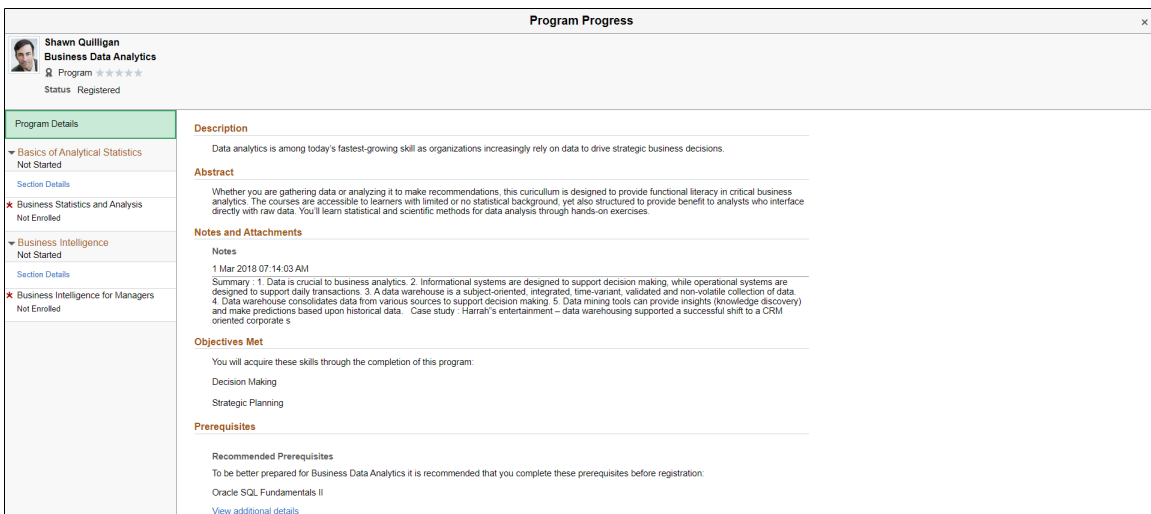 Program Progress
×
Shawn Quilligan
Business Data Analytics
Program
Status Registered
Program Details
Basics of Analytical Statistics
Not Started
Section Details
Business Statistics and Analysis
Not Enrolled
Business Intelligence
Not Started
Section Details
Business Intelligence for Managers
Not Enrolled
Description
Data analytics is among today's fastest-growing skill as organizations increasingly rely on data to drive strategic business decisions.
Abstract
Whether you are gathering data or analyzing it to make recommendations, this curicullum is designed to provide functional literacy in critical business
analytics. The courses are accessible to learners with limited or no statistical background, yet also structured to provide benefit to analysts who interface
directly with raw data. You'll learn statistical and scientific methods for data analysis through hands-on exercises.
Notes and Attachments
Notes
1 Mar 2018 07:14:03 AM
Summary : 1. Data is crucial to business analytics. 2. Informational systems are designed to support decision making, while operational systems are
designed to support daily transactions. 3. A data warehouse is a subject-oriented, integrated, time-variant, validated and non-volatile collection of data.
4. Data warehouse consolidates data from various sources to support decision making. 5. Data mining tools can provide insights (knowledge discovery)
and make predictions based upon historical data. Case study : Harrah"s entertainment – data warehousing supported a successful shift to a CRM
oriented corporate s
Objectives Met
You will acquire these skills through the completion of this program:
Decision Making
Strategic Planning
Prerequisites
Recommended Prerequisites
To be better prepared for Business Data Analytics it is recommended that you complete these prerequisites before registration:
Oracle SQL Fundamentals II
View additional details